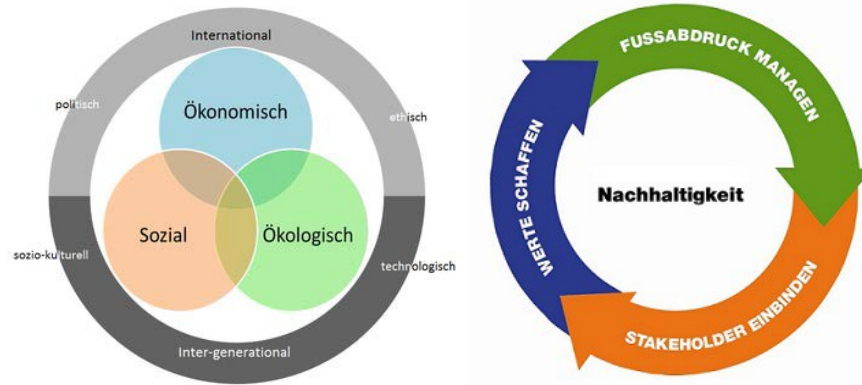 International
politisch
ethisch
Ökonomisch
Sozial
Ökologisch
sozio-kulturell
technologisch
Inter-generational
FUSSABDRUCK MANAGEN
WERTE SCHAFFEN
Nachhaltigkeit
STAKEHOLDER EINBINDEN